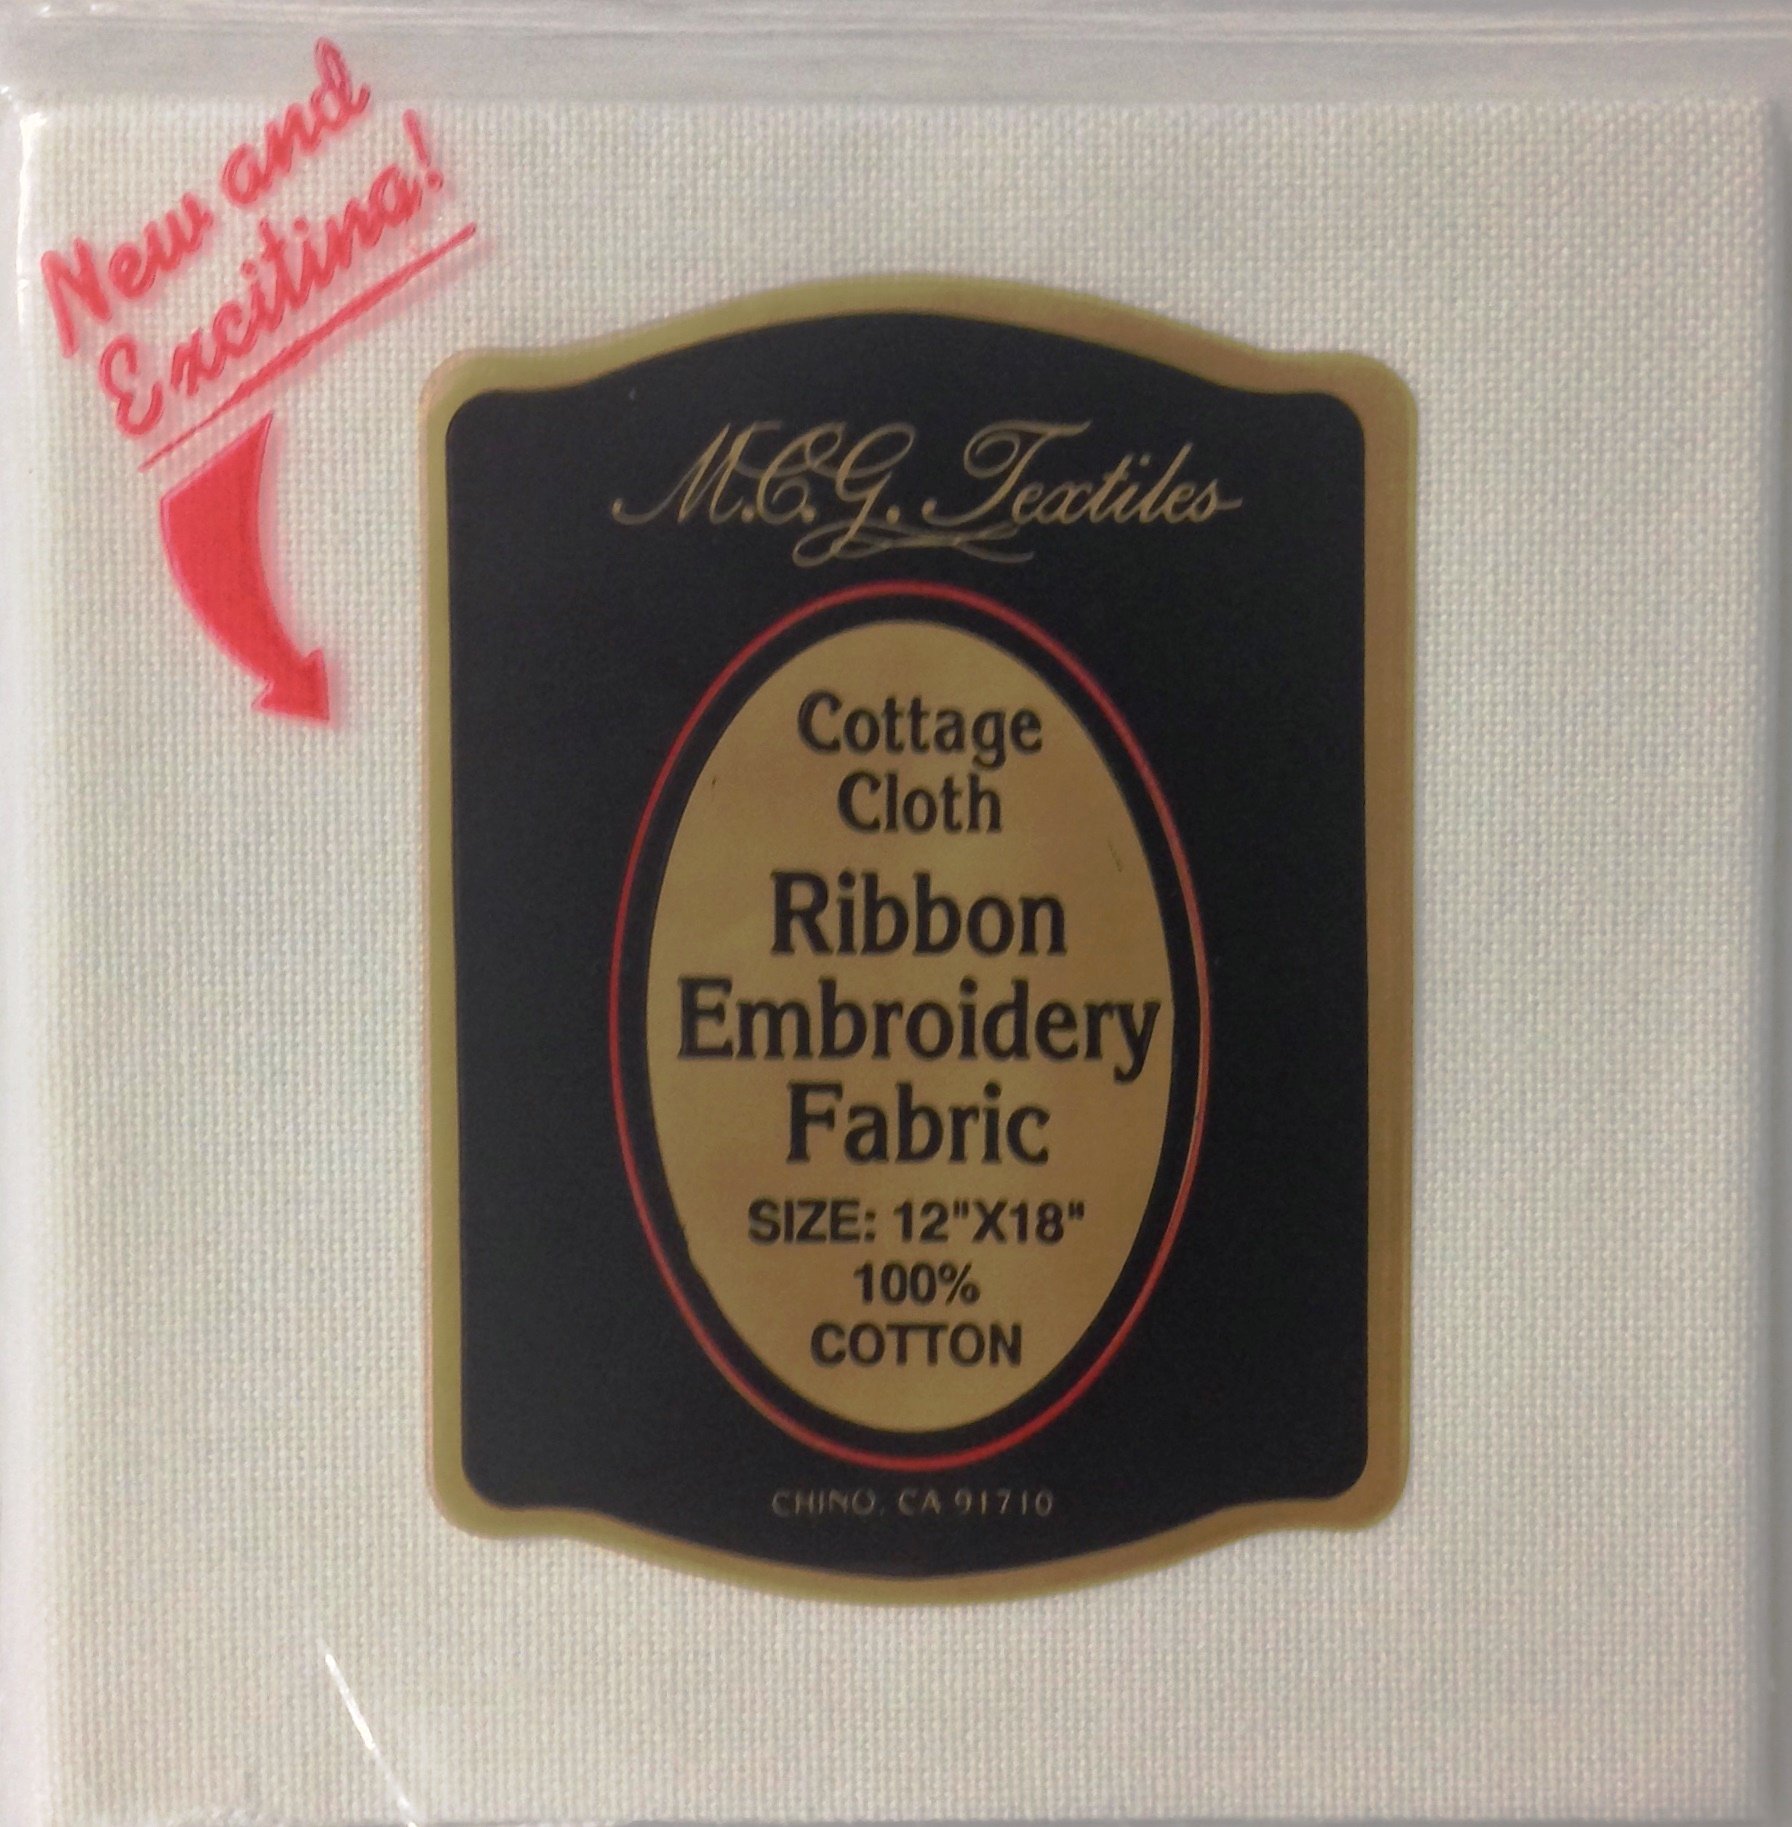 New and
Exciting!
M.C.G. Textiles
Cottage
Cloth
Ribbon
Embroidery
Fabric
SIZE: 12"X18"
100%
COTTON
CHINO, CA 91710